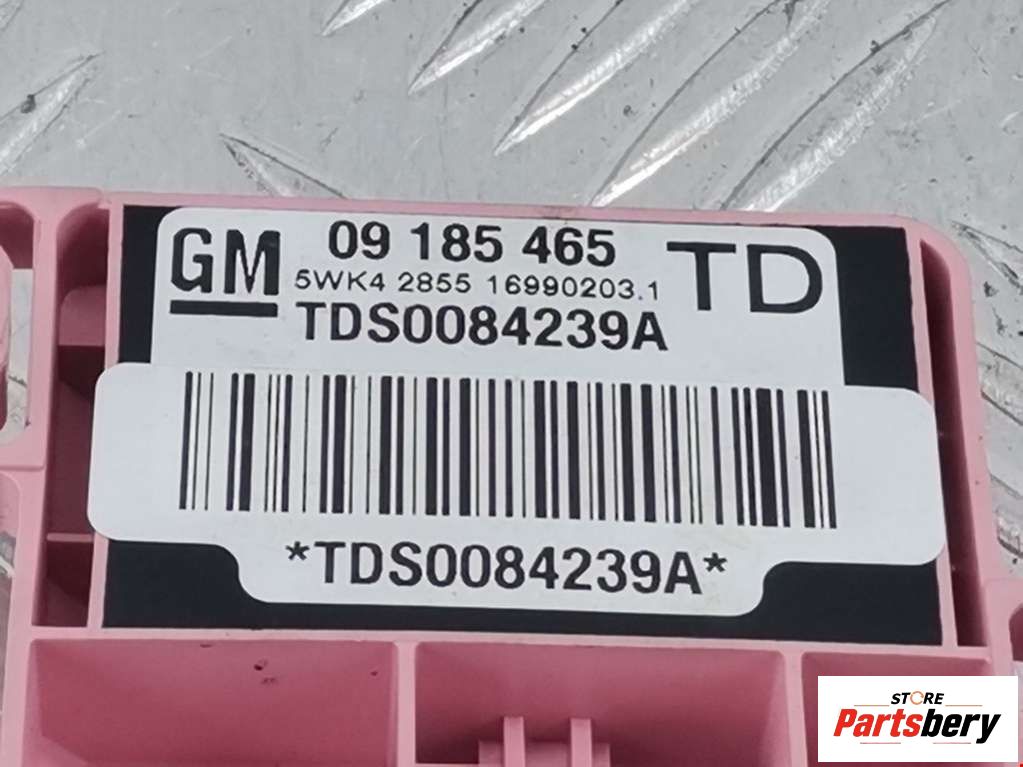 GM 09 185 465 TD
5WK4 2855 16990203.1
TDS0084239A
*TDS0084239A*
STORE
Partsbery